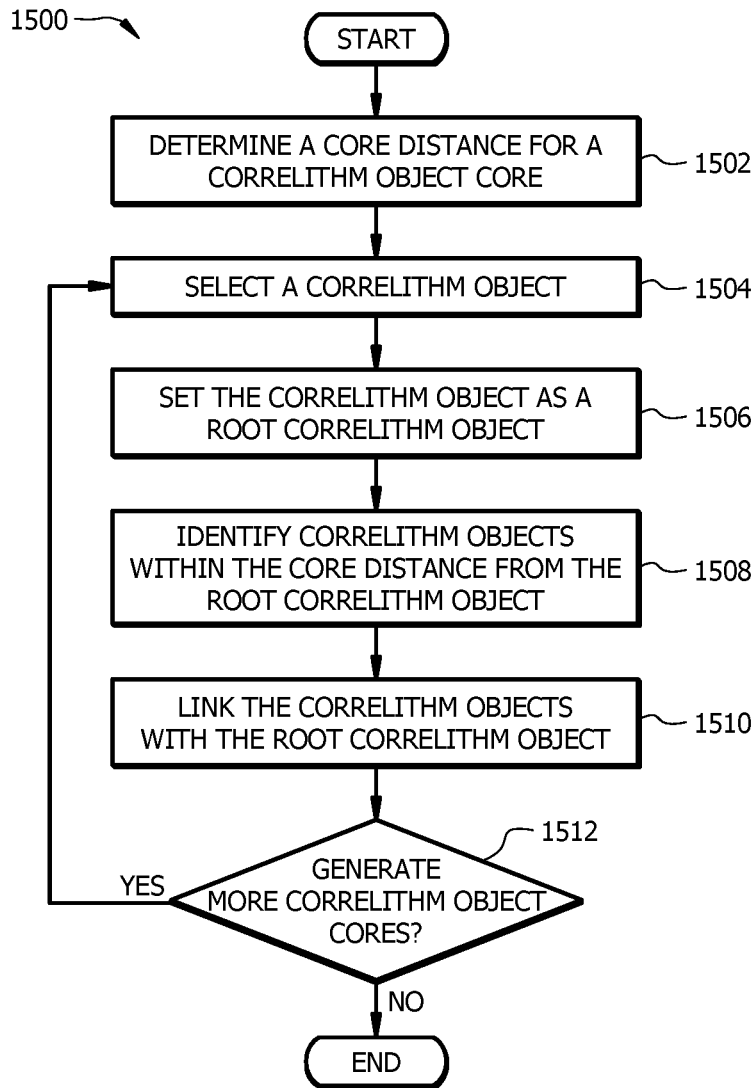 1500
START
DETERMINE A CORE DISTANCE FOR A
CORRELITHM OBJECT CORE
1502
SELECT A CORRELITHM OBJECT
1504
SET THE CORRELITHM OBJECT AS A
ROOT CORRELITHM OBJECT
1506
IDENTIFY CORRELITHM OBJECTS
WITHIN THE CORE DISTANCE FROM THE
ROOT CORRELITHM OBJECT
1508
LINK THE CORRELITHM OBJECTS
WITH THE ROOT CORRELITHM OBJECT
1510
1512
GENERATE
MORE CORRELITHM OBJECT
CORES?
YES
NO
END